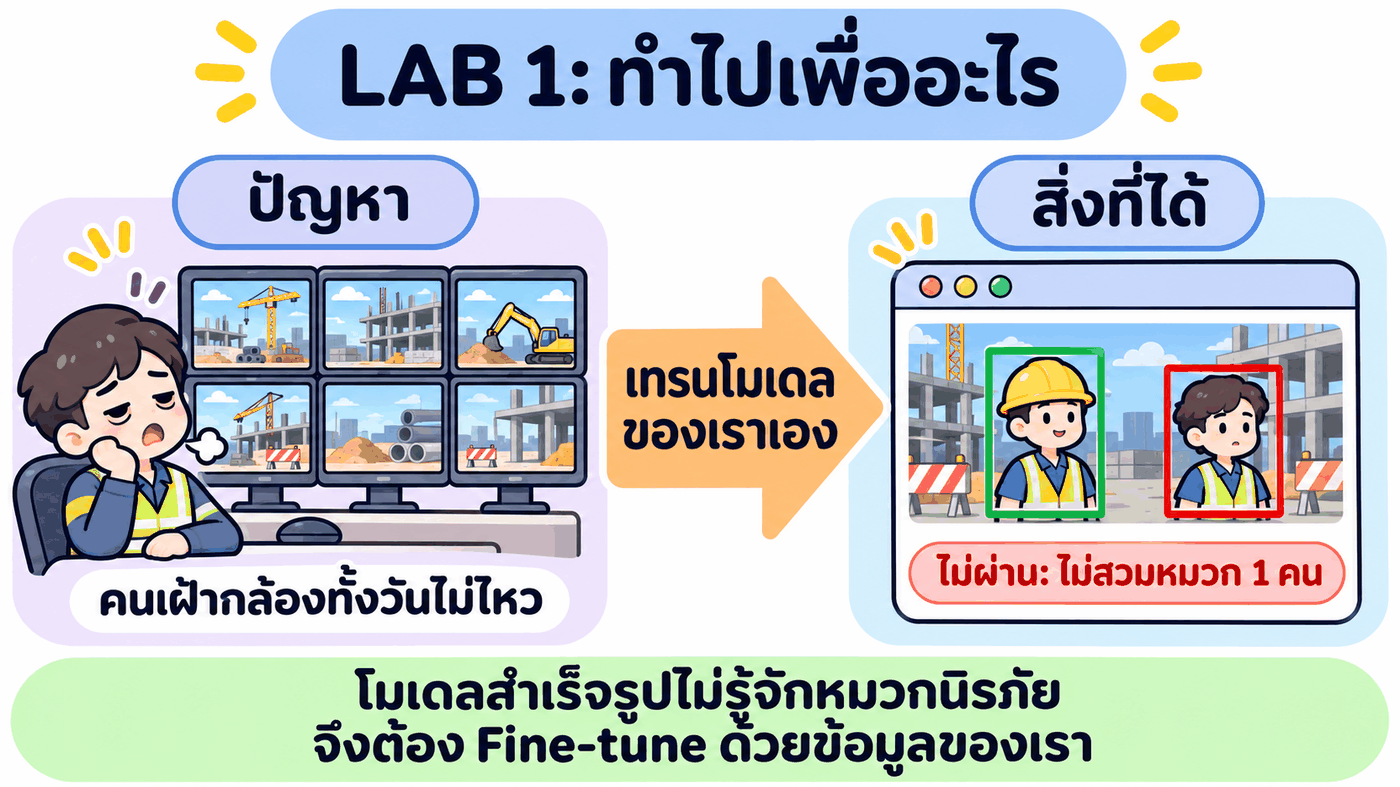 LAB 1: ทำไปเพื่ออะไร
ปัญหา
คนเฝ้ากล้องทั้งวันไม่ไหว
เทรนโมเดล
ของเราเอง
สิ่งที่ได้
ไม่ผ่าน: ไม่สวมหมวก 1 คน
โมเดลสำเร็จรูปไม่รู้จักหมวกนิรภัย
จึงต้อง Fine-tune ด้วยข้อมูลของเรา